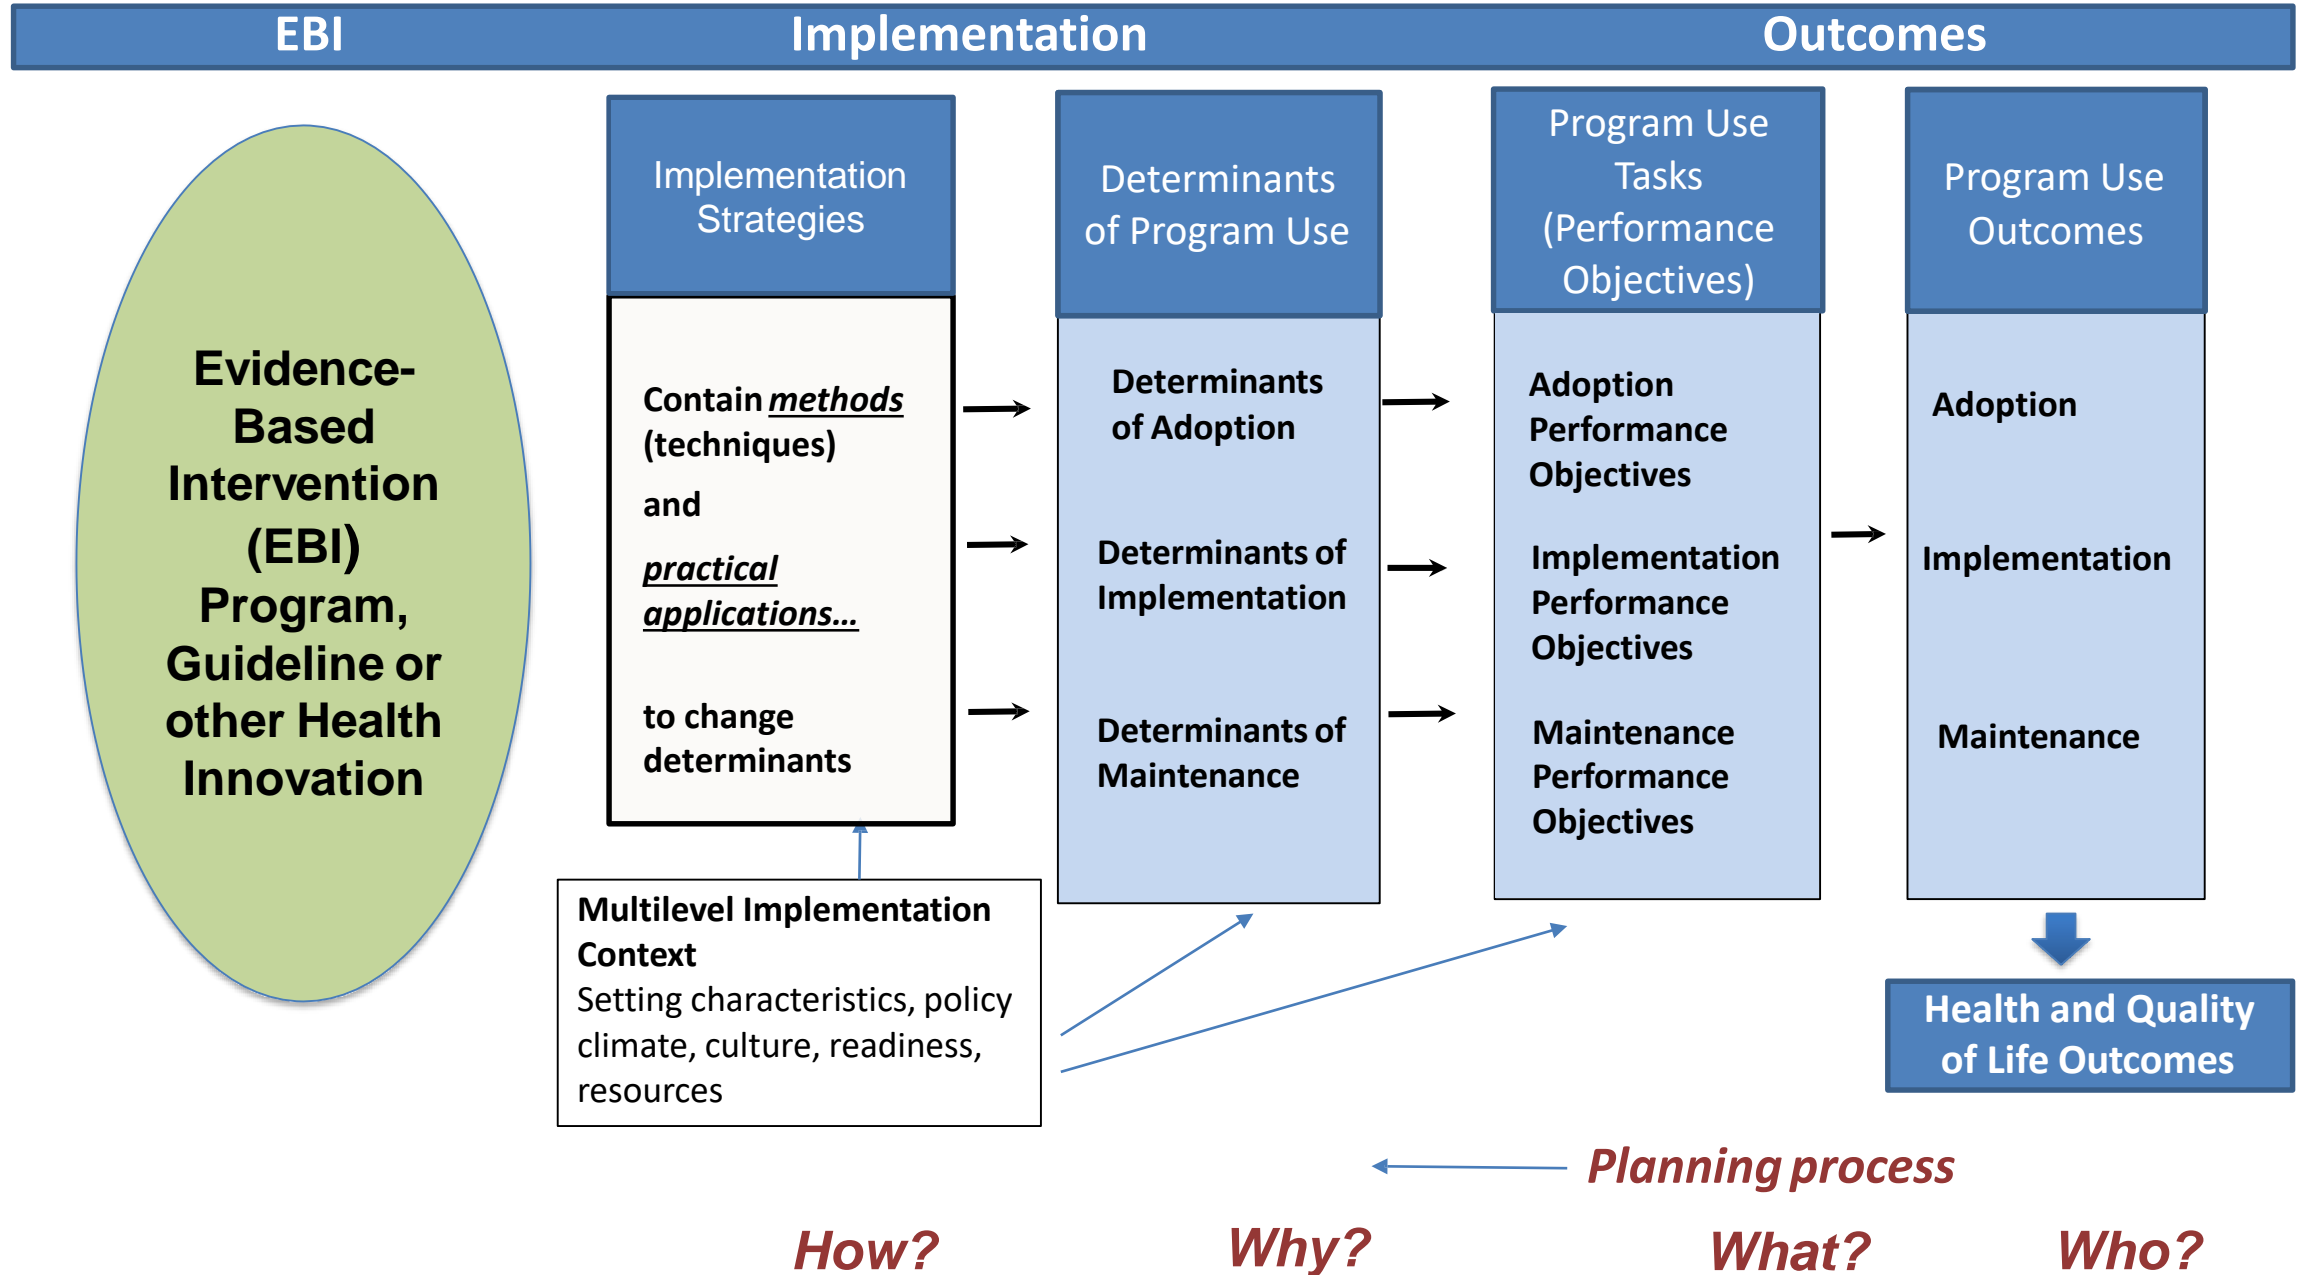 EBI
Implementation
Outcomes
Evidence-
Based
Intervention
(EBI)
Program,
Guideline or
other Health
Innovation
Implementation
Strategies
Contain methods
(techniques)
and
practical
applications...
to change
determinants
Determinants
of Program Use
Determinants
of Adoption
Determinants of
Implementation
Determinants of
Maintenance
Program Use
Tasks
(Performance
Objectives)
Adoption
Performance
Objectives
Implementation
Performance
Objectives
Maintenance
Performance
Objectives
Program Use
Outcomes
Adoption
Implementation
Maintenance
Multilevel Implementation
Context
Setting characteristics, policy
climate, culture, readiness,
resources
Health and Quality
of Life Outcomes
Planning process
How?
Why?
What?
Who?